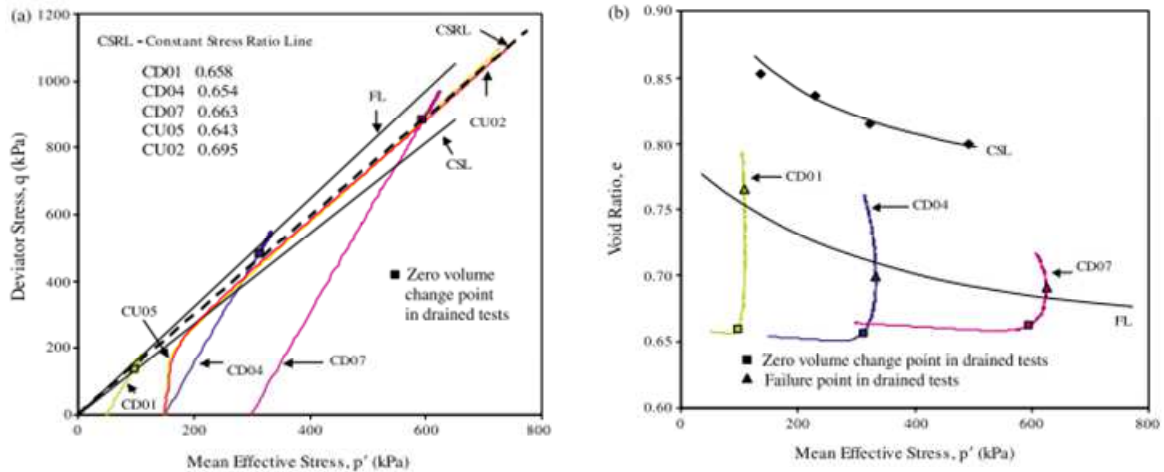 (a)
1200
1000
800
600
400
200
0
Deviator Stress, q (kPa)
CSRL - Constant Stress Ratio Line
CD01 0.658
CD04 0.654
CD07 0.663
CU05 0.643
CU02 0.695
CSRL
FL
CU02
CSL
Zero volume
change point
in drained tests
CU05
CD04
CD07
CD01
0 200 400 600 800
Mean Effective Stress, p' (kPa)
(b)
0.90
0.85
0.80
0.75
0.70
0.65
0.60
Void Ratio, e
CSL
CD01
CD04
CD07
FL
Zero volume change point in drained tests
Failure point in drained tests
200 400 600 800
Mean Effective Stress, p' (kPa)